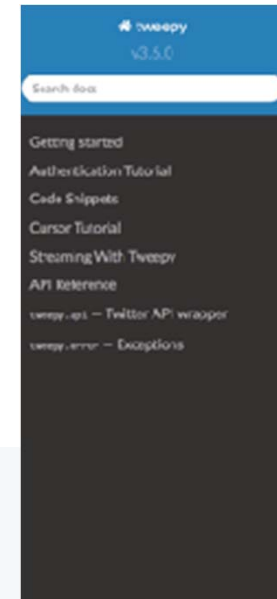 tweepy
v3.5.0
Search docs
Getting started
Authentication Tutorial
Code Snippets
Cursor Tutorial
Streaming With Tweepy
API Reference
tweepy.api — Twitter API wrapper
tweepy.error — Exceptions